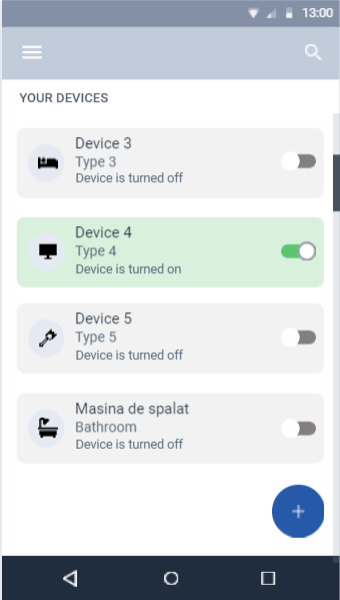 13:00
YOUR DEVICES
Device 3
Type 3
Device is turned off
Device 4
Type 4
Device is turned on
Device 5
Type 5
Device is turned off
Masina de spalat
Bathroom
Device is turned off
+